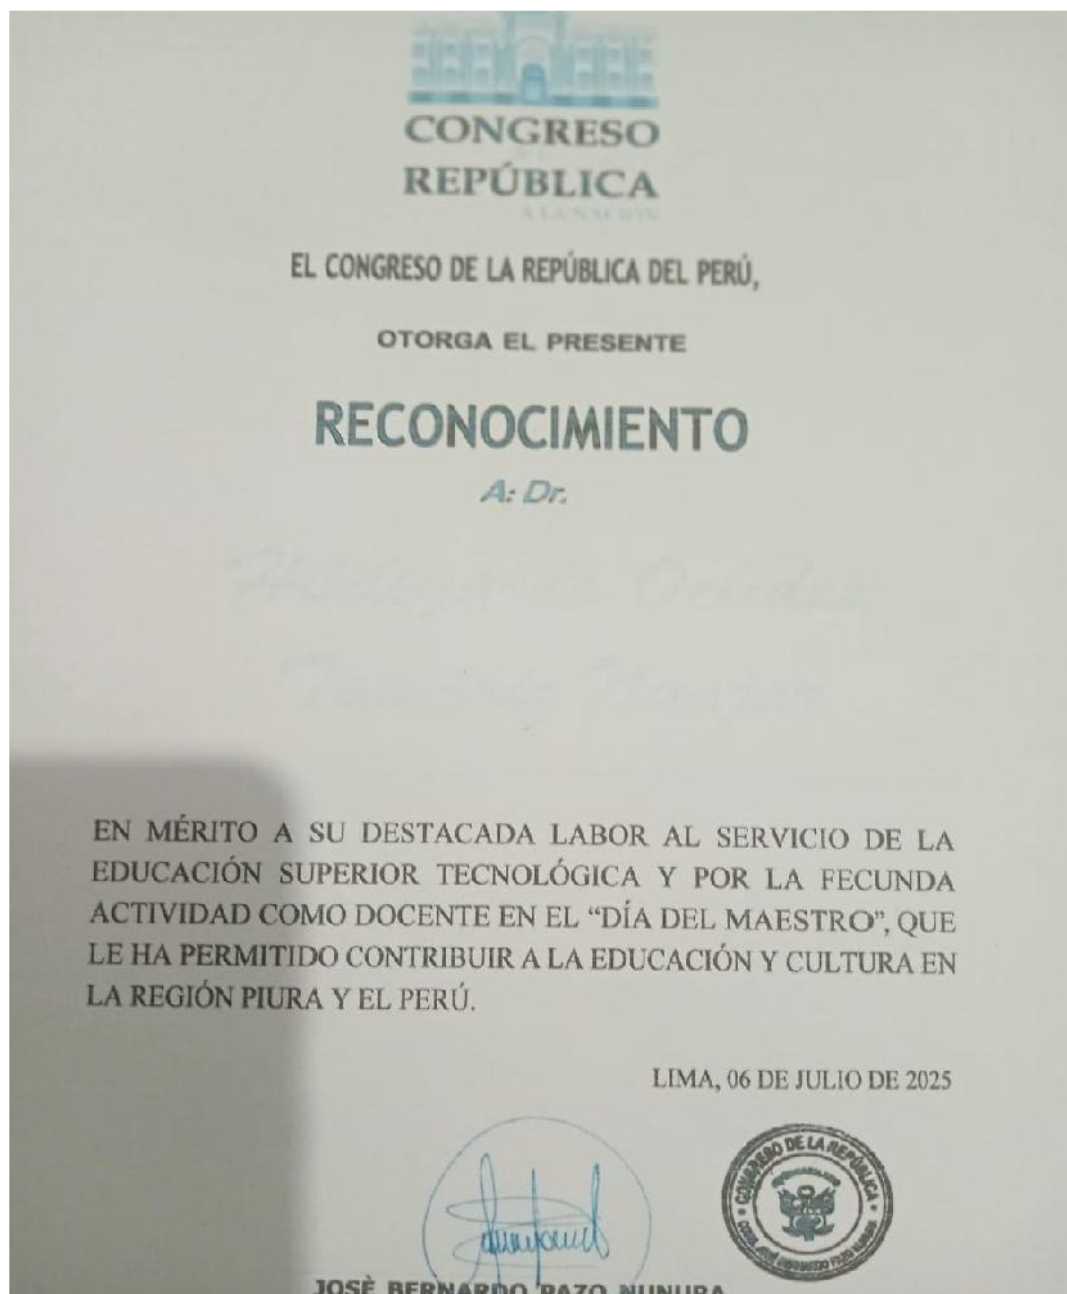 CONGRESO
REPÚBLICA
A LA NACIÓN
EL CONGRESO DE LA REPÚBLICA DEL PERÚ,
OTORGA EL PRESENTE
RECONOCIMIENTO
A: Dr.
EN MÉRITO A SU DESTACADA LABOR AL SERVICIO DE LA
EDUCACIÓN SUPERIOR TECNOLÓGICA Y POR LA FECUNDA
ACTIVIDAD COMO DOCENTE EN EL “DÍA DEL MAESTRO”, QUE
LE HA PERMITIDO CONTRIBUIR A LA EDUCACIÓN Y CULTURA EN
LA REGIÓN PIURA Y EL PERÚ.
LIMA, 06 DE JULIO DE 2025
CONGRESO DE LA REPÚBLICA
JOSÈ BERNARDO PAZO NUNURA